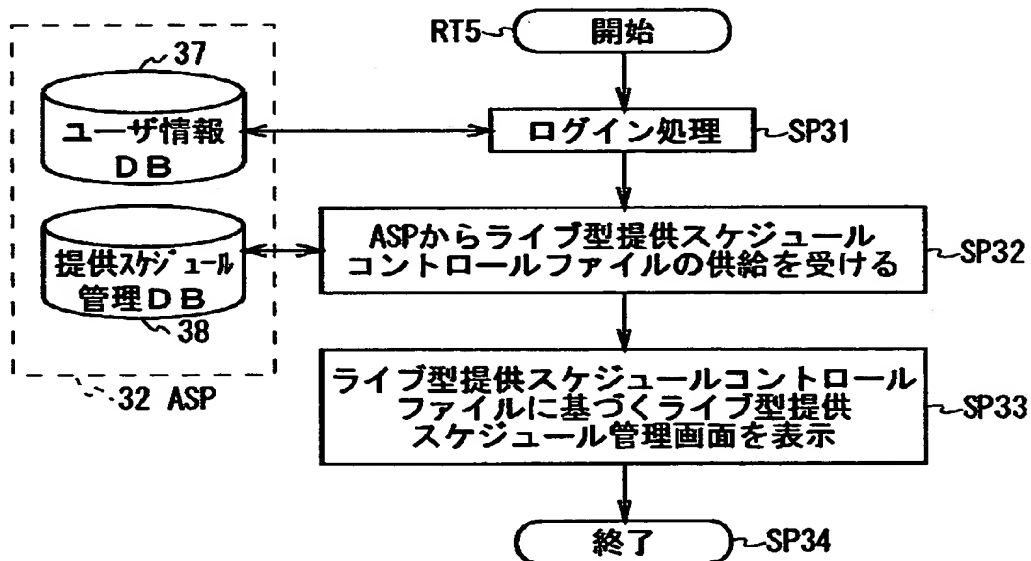 RT5
開始
37
ユーザ情報
DB
ログイン処理
SP31
提供スケジュール
管理DB
38
ASPからライブ型提供スケジュール
コントロールファイルの供給を受ける
SP32
32 ASP
ライブ型提供スケジュールコントロール
ファイルに基づくライブ型提供
スケジュール管理画面を表示
SP33
終了
SP34